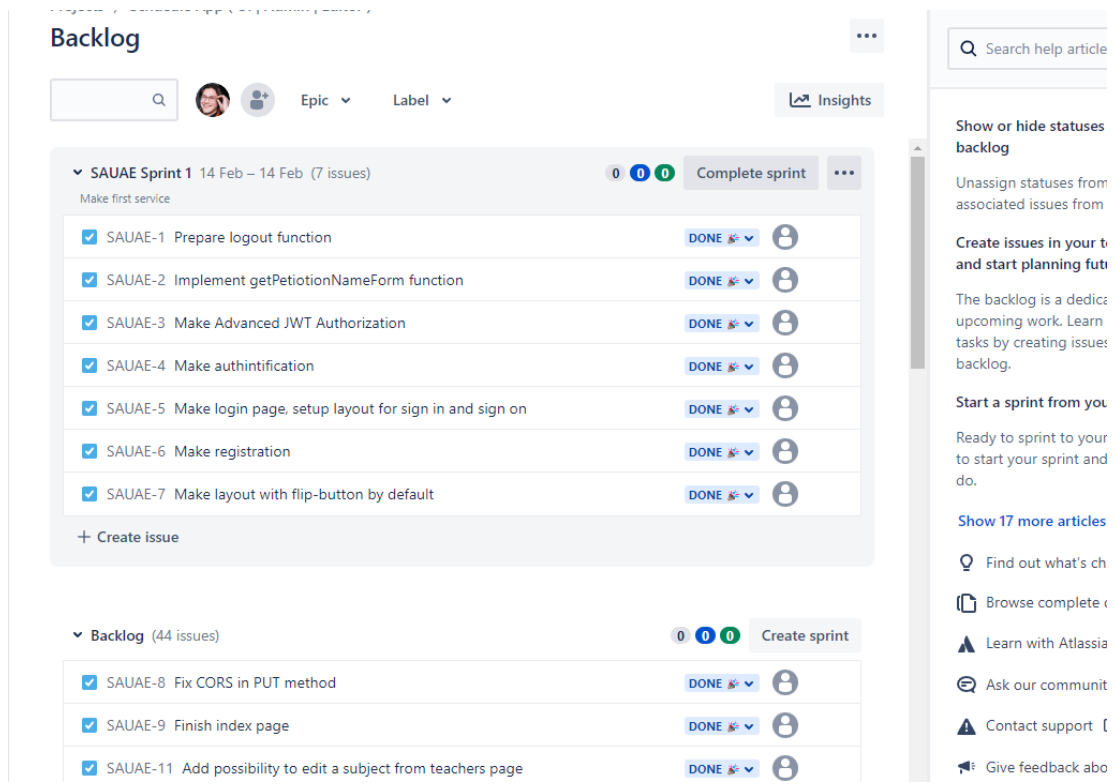 Backlog
Epic
Label
Insights
SAUAE Sprint 1 14 Feb – 14 Feb (7 issues)
0 0 0
Complete sprint
Make first service
SAUAE-1 Prepare logout function DONE
SAUAE-2 Implement getPetiotionNameForm function DONE
SAUAE-3 Make Advanced JWT Authorization DONE
SAUAE-4 Make authintification DONE
SAUAE-5 Make login page, setup layout for sign in and sign on DONE
SAUAE-6 Make registration DONE
SAUAE-7 Make layout with flip-button by default DONE
+ Create issue
Backlog (44 issues)
0 0 0
Create sprint
SAUAE-8 Fix CORS in PUT method DONE
SAUAE-9 Finish index page DONE
SAUAE-11 Add possibility to edit a subject from teachers page DONE
Search help article
Show or hide statuses
backlog
Unassign statuses from
associated issues from
Create issues in your
and start planning
The backlog is a
upcoming work. Learn
tasks by creating issues
backlog.
Start a sprint from
Ready to sprint to your
to start your sprint and
do.
Show 17 more articles
Find out what's
Browse complete
Learn with
Ask our
Contact support
Give feedback